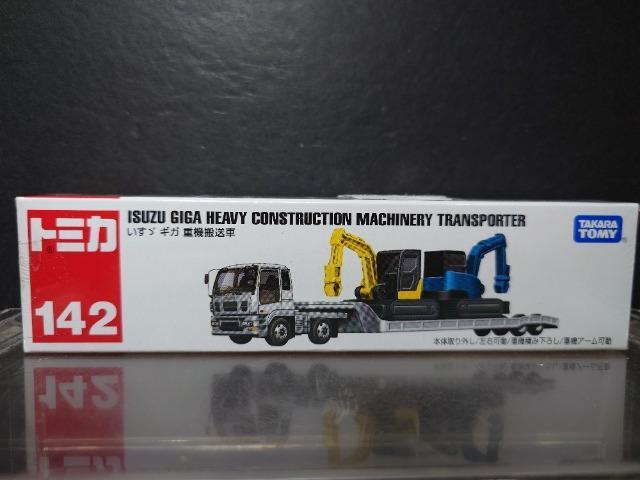 トミカ
142
ISUZU GIGA HEAVY CONSTRUCTION MACHINERY TRANSPORTER
いすゞ ギガ 重機搬送車
TAKARA
TOMY
本体取り外し/左右可動/重機積み下ろし/重機アーム可動